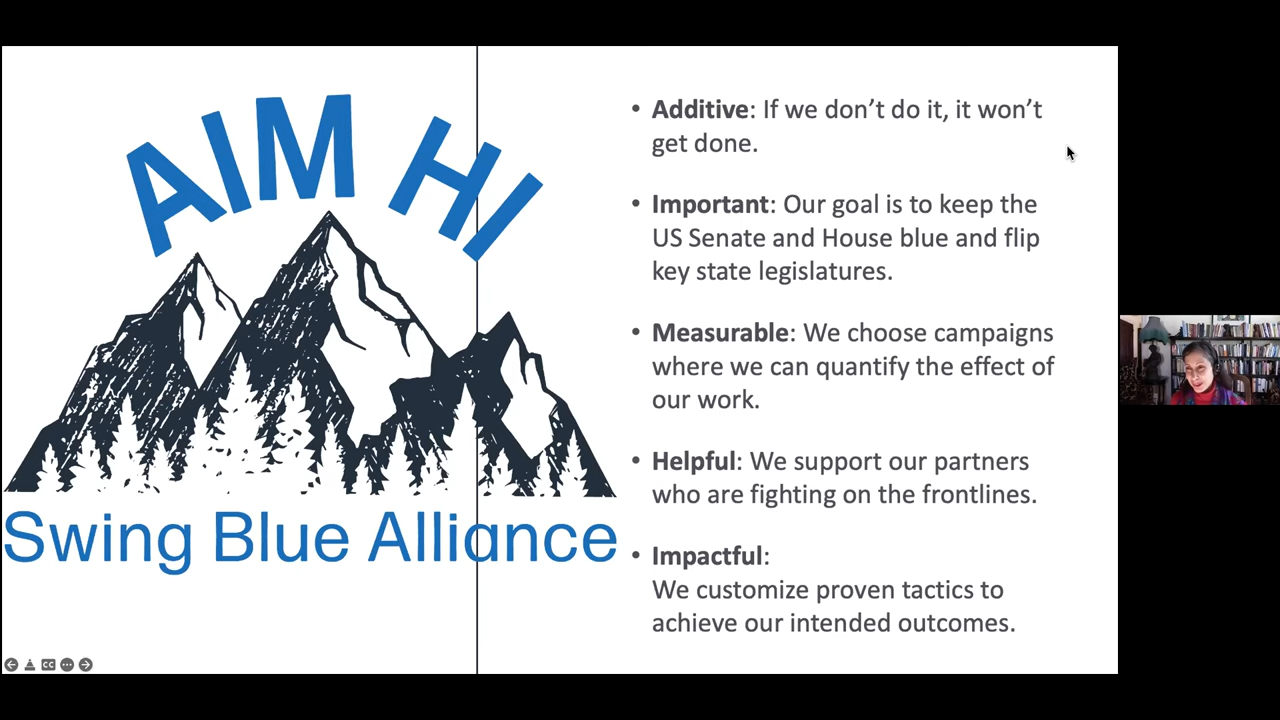 AIM HI
Swing Blue Alliance
• Additive: If we don’t do it, it won’t
get done.
• Important: Our goal is to keep the
US Senate and House blue and flip
key state legislatures.
• Measurable: We choose campaigns
where we can quantify the effect of
our work.
• Helpful: We support our partners
who are fighting on the frontlines.
• Impactful:
We customize proven tactics to
achieve our intended outcomes.
CC